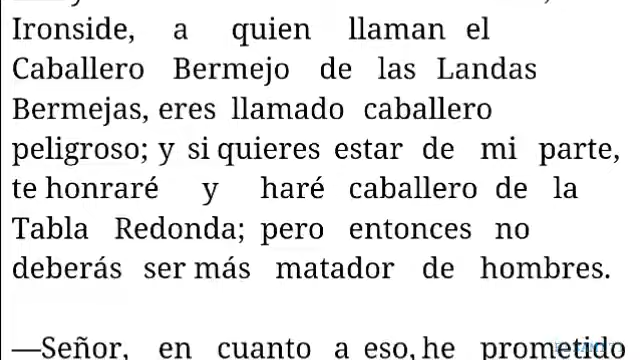 Ironside, a quien llaman el
Caballero Bermejo de las Landas
Bermejas, eres llamado caballero
peligroso; y si quieres estar de mi parte,
te honraré y haré caballero de la
Tabla Redonda; pero entonces no
deberás ser más matador de hombres.
—Señor, en cuanto a eso, he prometido